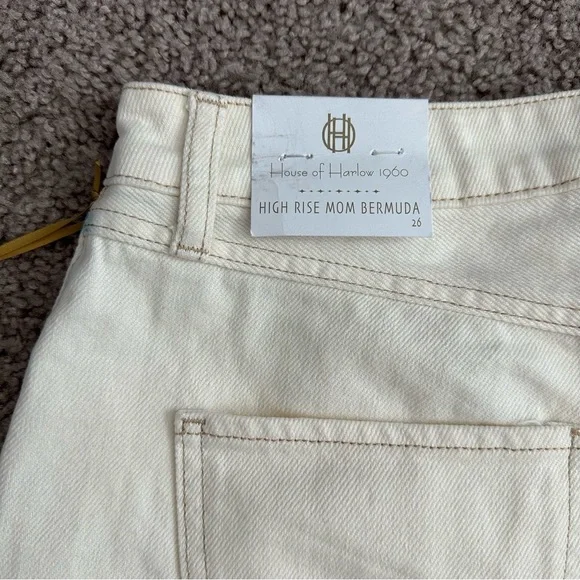 House of Harlow 1960
HIGH RISE MOM BERMUDA
26